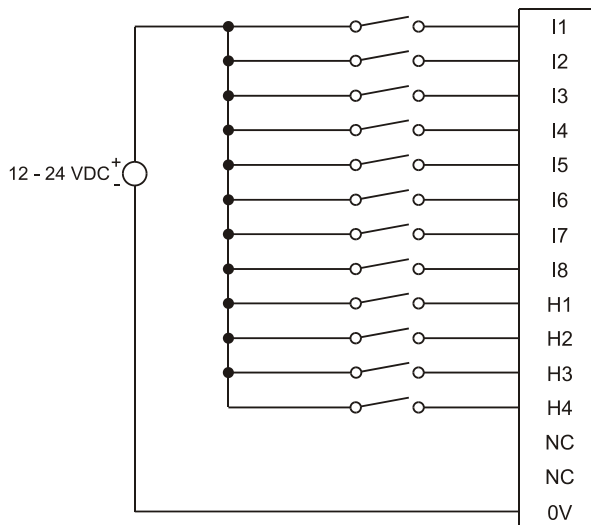 I1
I2
I3
I4
12 - 24 VDC + -
I5
I6
I7
I8
H1
H2
H3
H4
NC
NC
0V